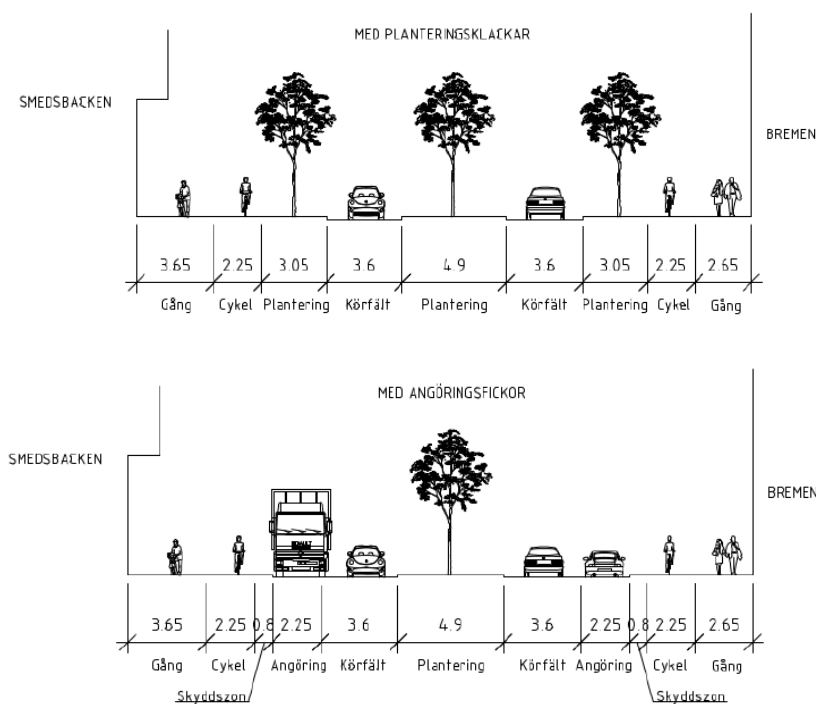 MED PLANTERINGSKLACKAR
SMEDSBACKEN
BREMEN
3.65 2.25 3.05 3.6 4.9 3.6 3.05 2.25 2.65
Gång Cykel Plantering Körfält Plantering Körfält Plantering Cykel Gång
MED ANGÖRINGSFICKOR
SMEDSBACKEN
BREMEN
RENAULT
3.65 2.25 0.8 2.25 3.6 4.9 3.6 2.25 0.8 2.25 2.65
Gång Cykel Angöring Körfält Plantering Körfält Angöring Cykel Gång
Skyddszon Skyddszon